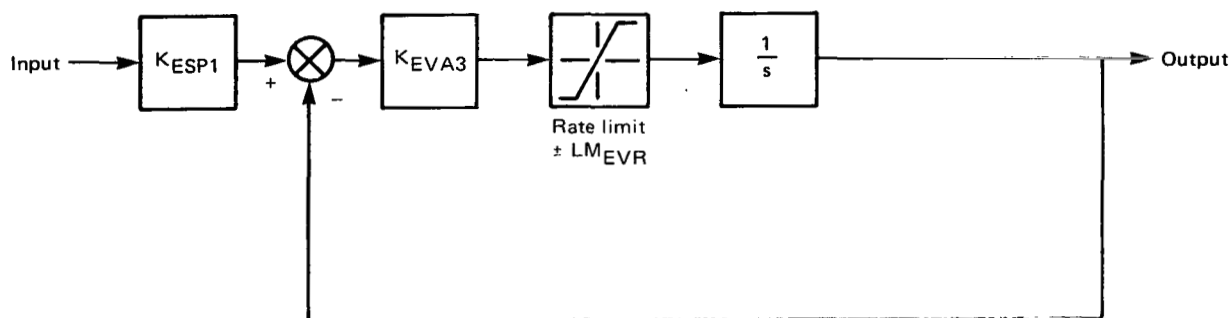 Input
K_ESP1
+
−
K_EVA3
Rate limit
± LM_EVR
1
s
Output